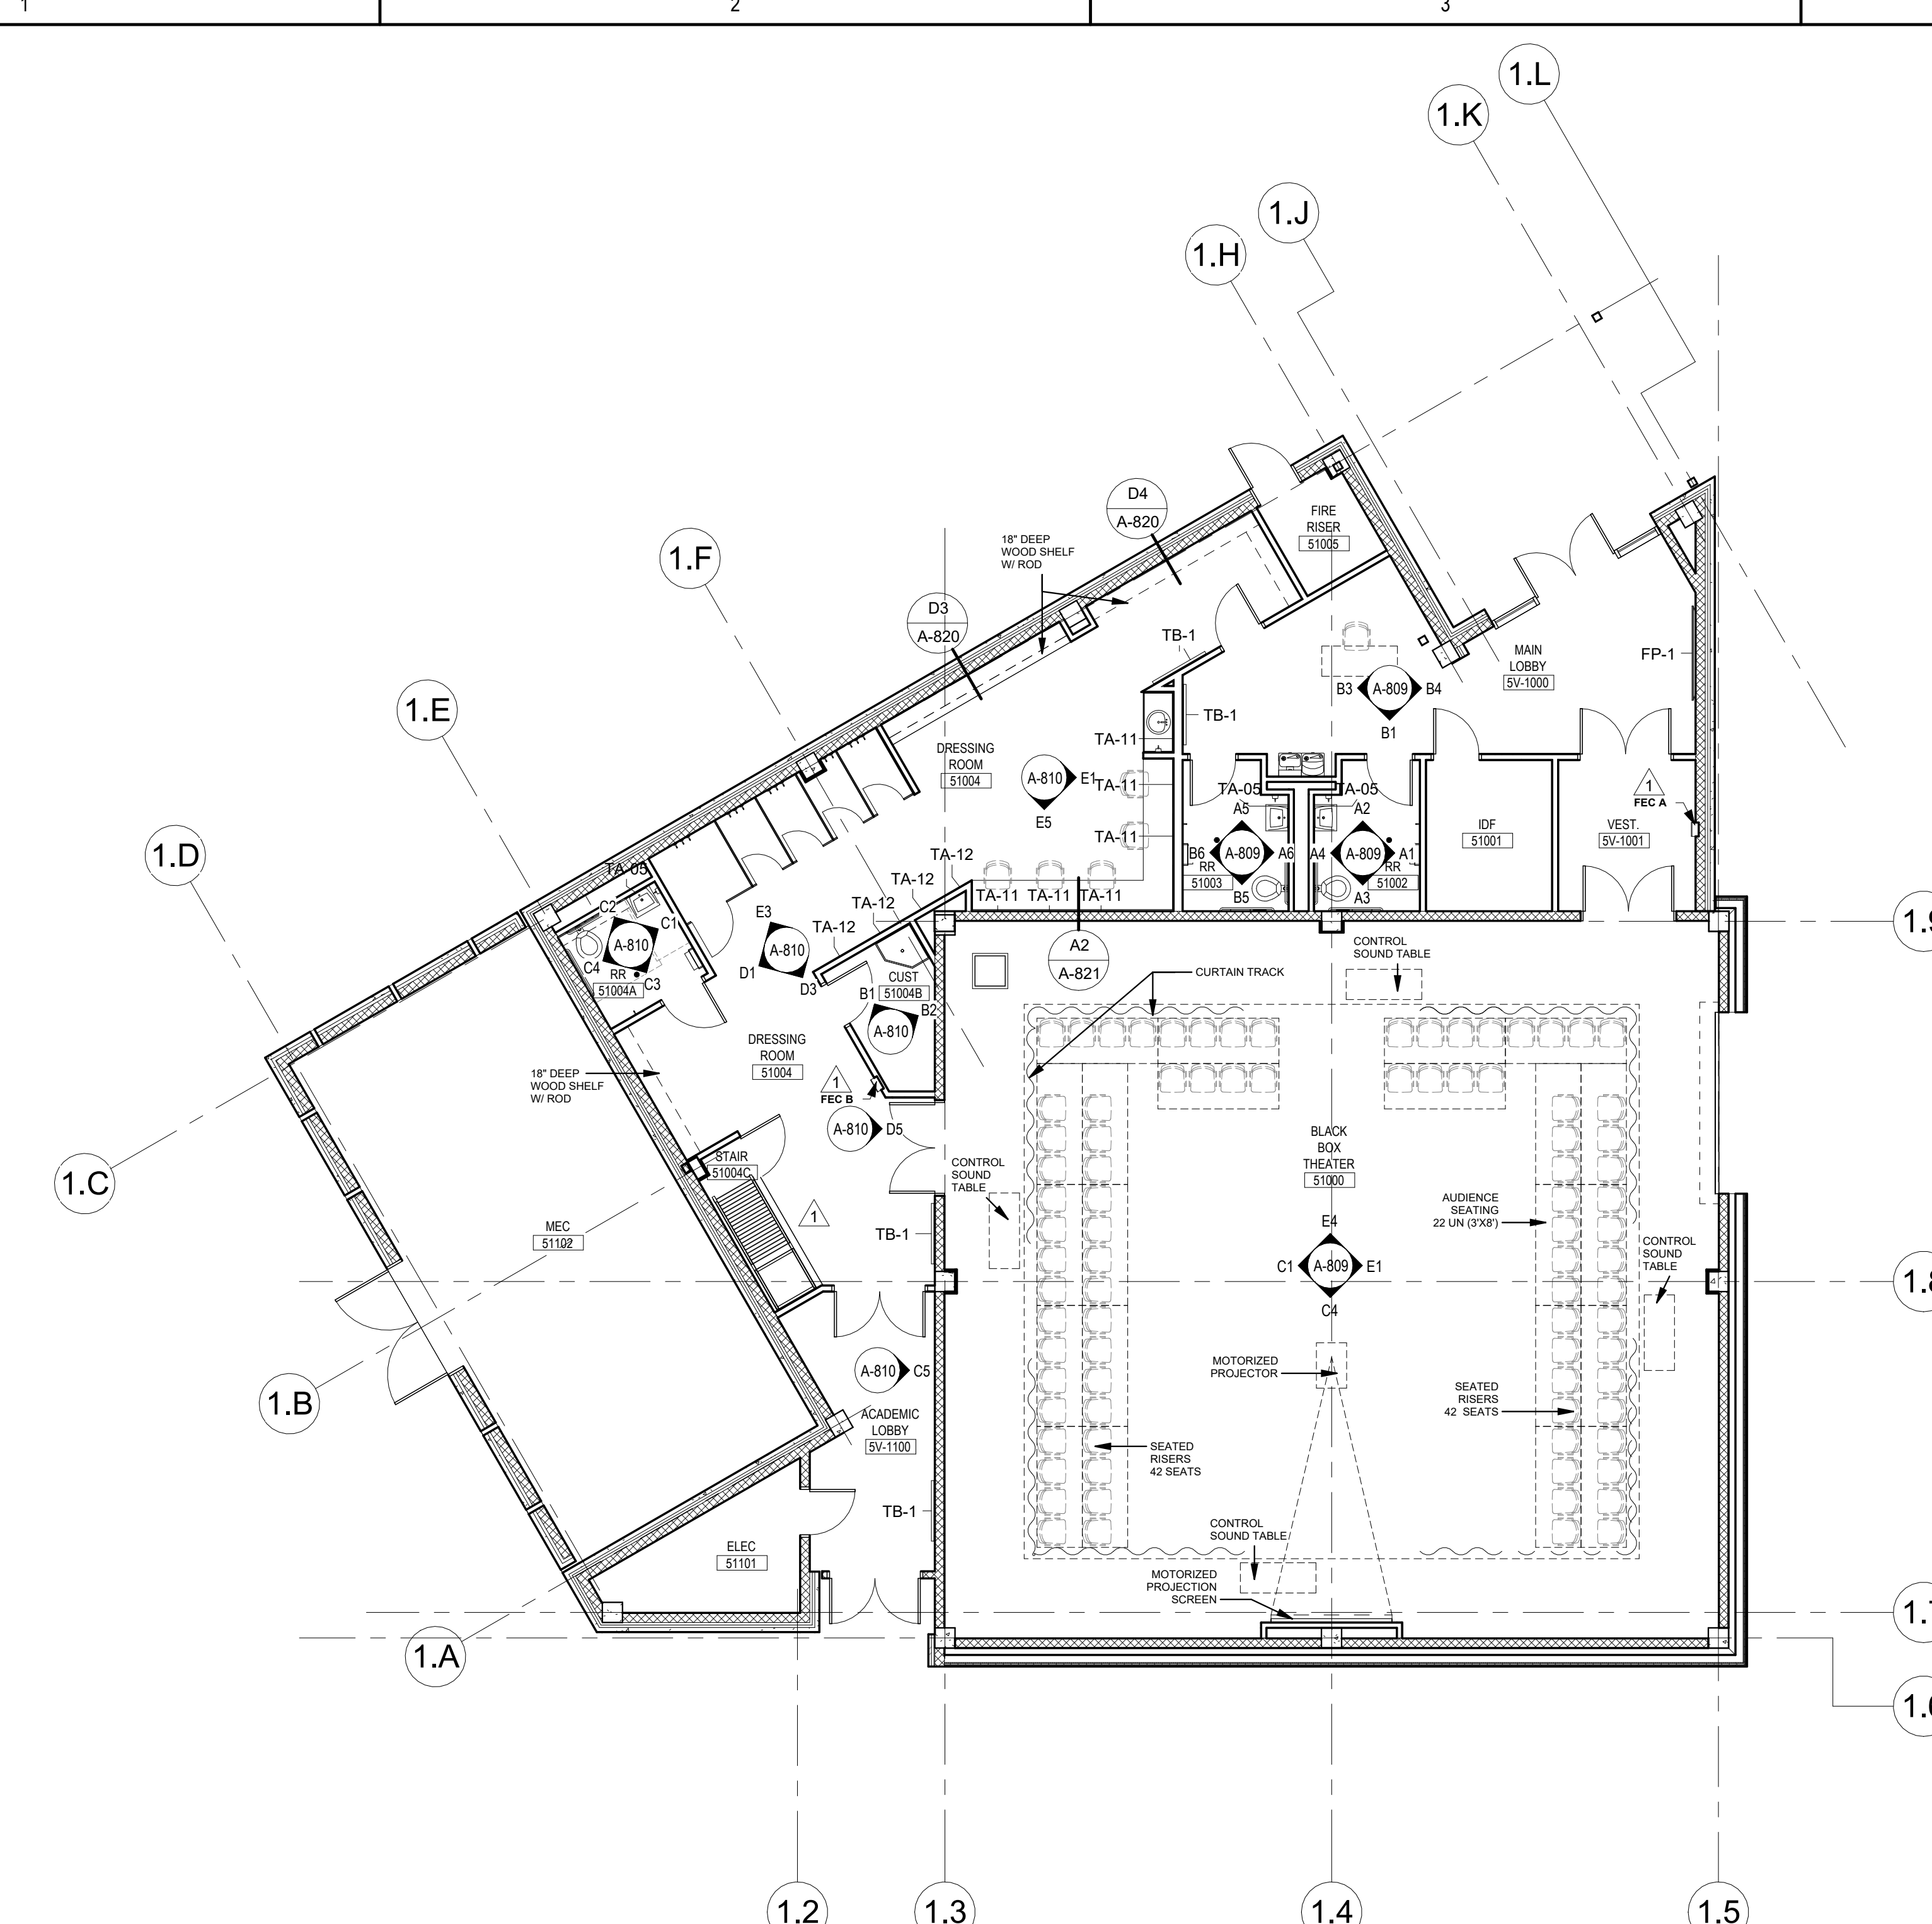 1
2
3
1.L
1.K
1.J
1.H
D4
A-820
18" DEEP
WOOD SHELF
W/ ROD
FIRE
RISER
51005
1.F
D3
A-820
TB-1
MAIN
LOBBY
5V-1000
FP-1
B3
A-809
B4
B1
1.E
TB-1
TA-11
DRESSING
ROOM
51004
A-810
E1
E5
TA-11
TA-11
TA-05
TA-05
A5
A2
1
FEC A
IDF
51001
VEST.
5V-1001
B6
A-809
A6
A4
A-809
A1
RR
51003
RR
51002
B5
A3
1.D
TA-12
TA-12
TA-12
TA-12
TA-11
TA-11
TA-11
TA-05
C2
C1
A-810
C4
RR
51004A
C3
E3
A-810
D1
D3
CUST
51004B
B1
B2
A-810
A2
A-821
CONTROL
SOUND TABLE
CURTAIN TRACK
1.9
DRESSING
ROOM
51004
18" DEEP
WOOD SHELF
W/ ROD
1
FEC B
A-810
D5
STAIR
51004C
1
1.C
CONTROL
SOUND
TABLE
BLACK
BOX
THEATER
51000
AUDIENCE
SEATING
22 UN (3'X8')
MEC
51102
TB-1
E4
C1
A-809
E1
C4
CONTROL
SOUND
TABLE
1.8
MOTORIZED
PROJECTOR
A-810
C5
1.B
ACADEMIC
LOBBY
5V-1100
SEATED
RISERS
42 SEATS
SEATED
RISERS
42 SEATS
TB-1
CONTROL
SOUND TABLE
ELEC
51101
MOTORIZED
PROJECTION
SCREEN
1.A
1.2
1.3
1.4
1.5